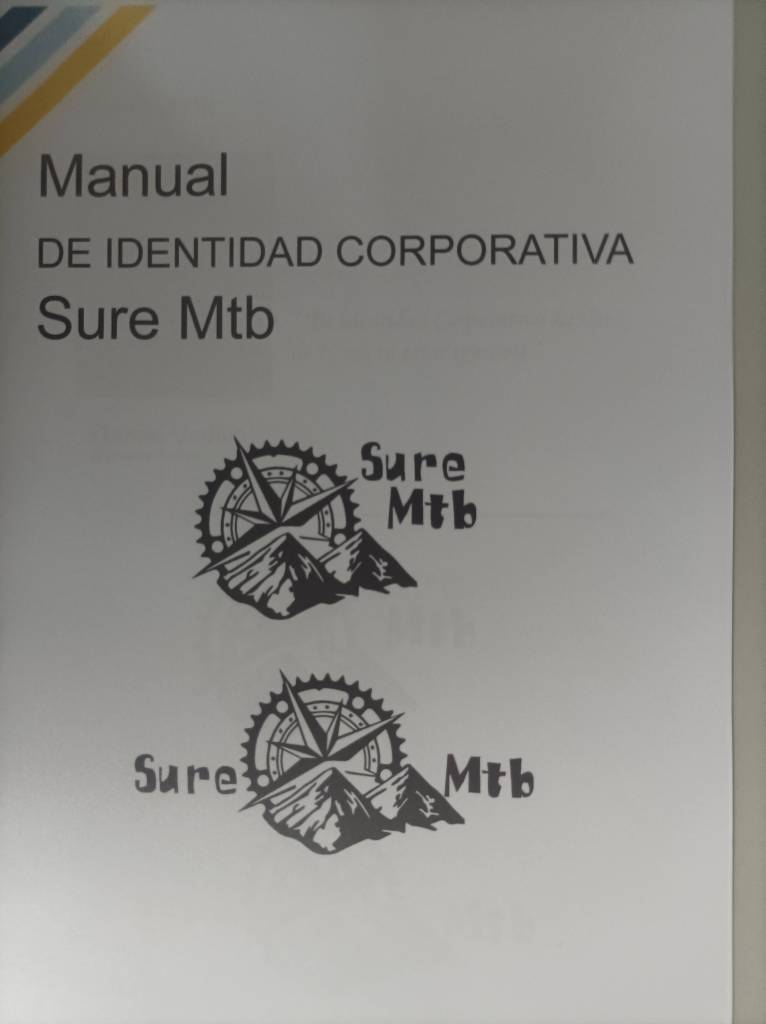 Manual
DE IDENTIDAD CORPORATIVA
Sure Mtb
Sure
Mtb
Sure Mtb